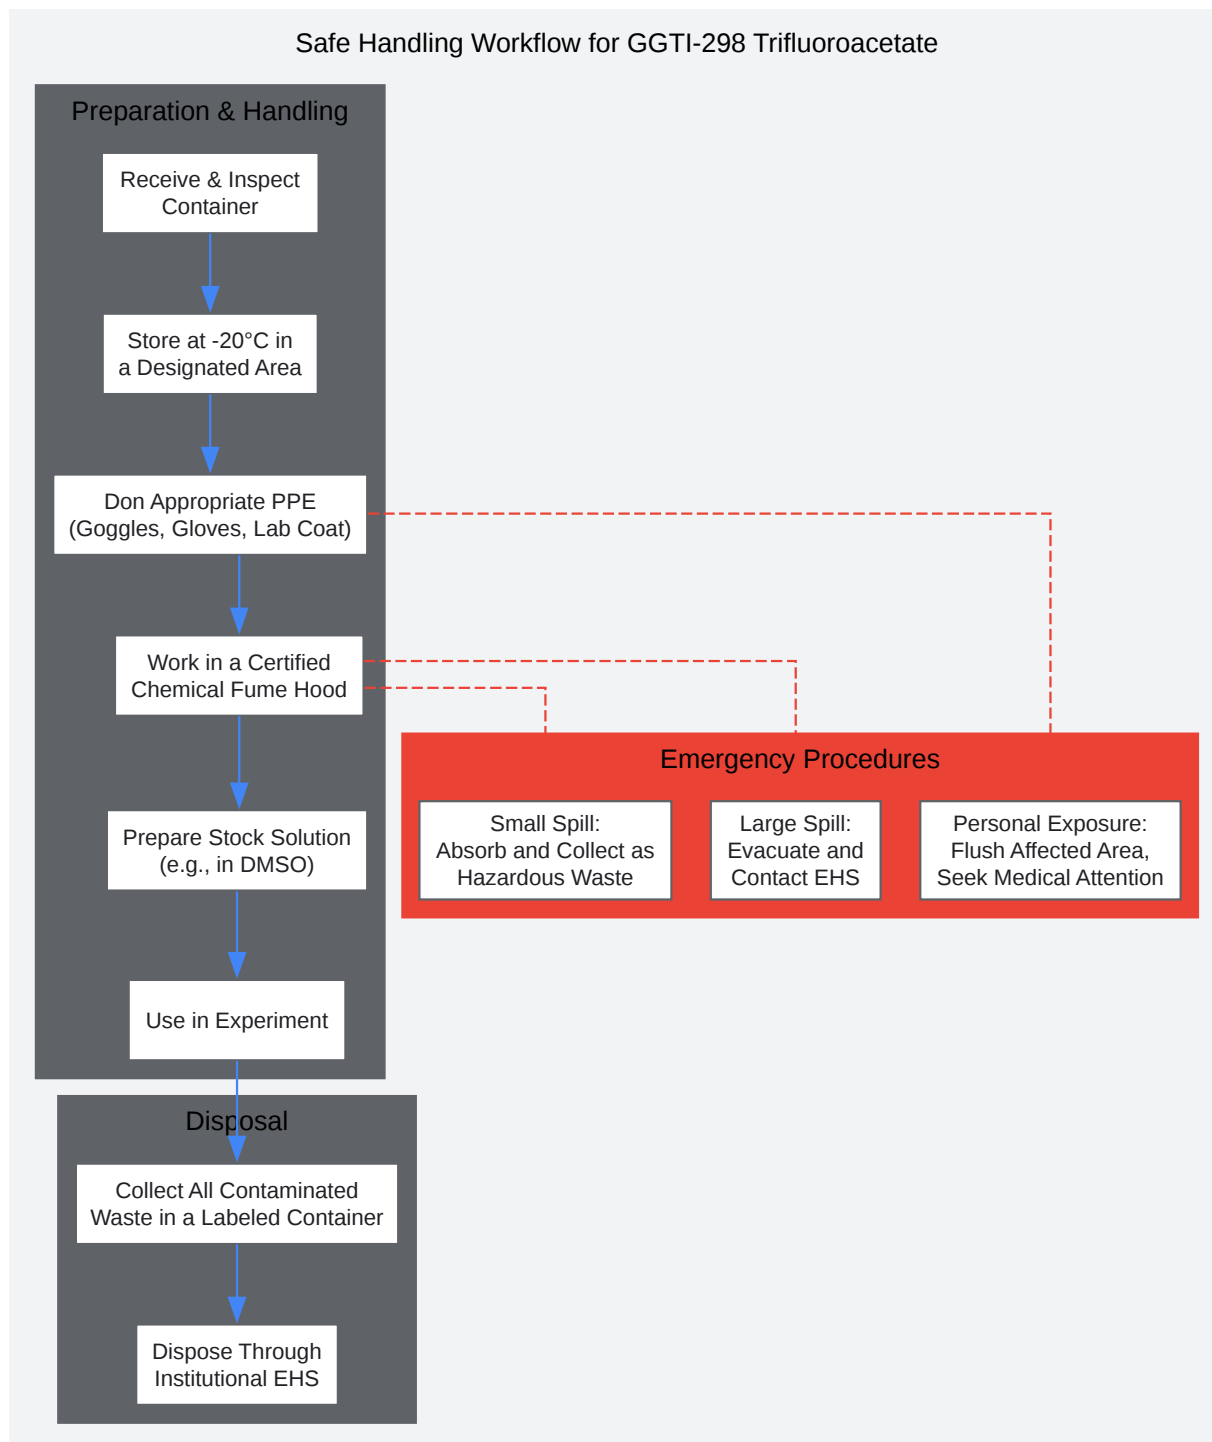 Safe Handling Workflow for GGTI-298 Trifluoroacetate
Preparation & Handling
Receive & Inspect
Container
Store at -20°C in
a Designated Area
Don Appropriate PPE
(Goggles, Gloves, Lab Coat)
Work in a Certified
Chemical Fume Hood
Prepare Stock Solution
(e.g., in DMSO)
Use in Experiment
Emergency Procedures
Small Spill:
Absorb and Collect as
Hazardous Waste
Large Spill:
Evacuate and
Contact EHS
Personal Exposure:
Flush Affected Area,
Seek Medical Attention
Disposal
Collect All Contaminated
Waste in a Labeled Container
Dispose Through
Institutional EHS